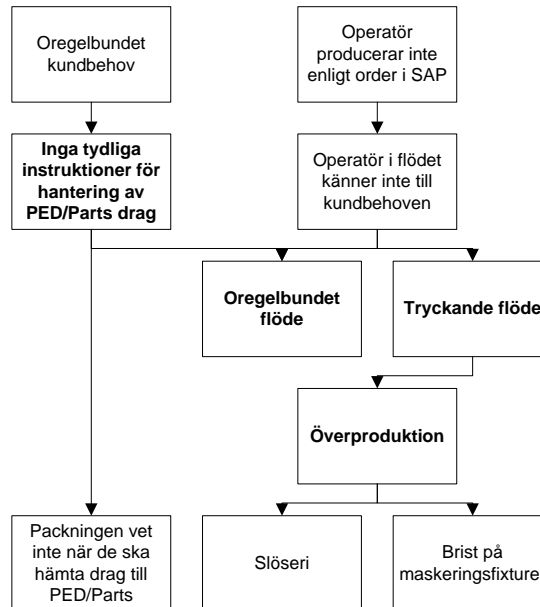 Oregelbundet
kundbehov
Operatör
producerar inte
enligt order i SAP
Inga tydliga
instruktioner för
hantering av
PED/Parts drag
Operatör i flödet
känner inte till
kundbehoven
Oregelbundet
flöde
Tryckande flöde
Överproduktion
Packningen vet
inte när de ska
hämta drag till
PED/Parts
Slöseri
Brist på
maskeringsfixturer